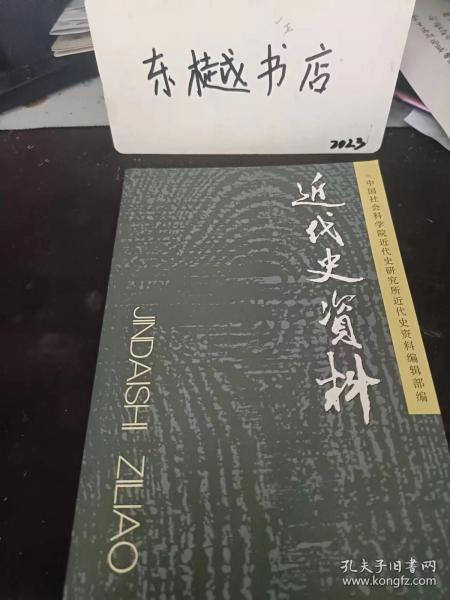 东樾书店
2023
近代史资料
中国社会科学院近代史研究所近代史资料编辑部编
JINDAISHI ZILIAO
孔夫子旧书网
www.kongfz.com